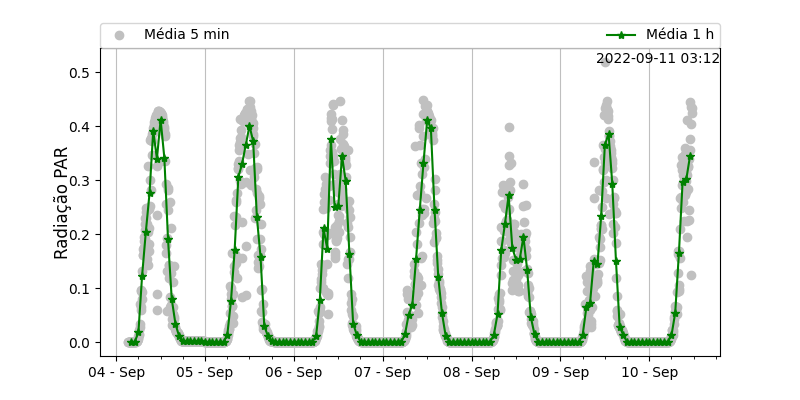 Média 5 min
Média 1 h
2022-09-11 03:12
Radiação PAR
0.5
0.4
0.3
0.2
0.1
0.0
04 - Sep
05 - Sep
06 - Sep
07 - Sep
08 - Sep
09 - Sep
10 - Sep